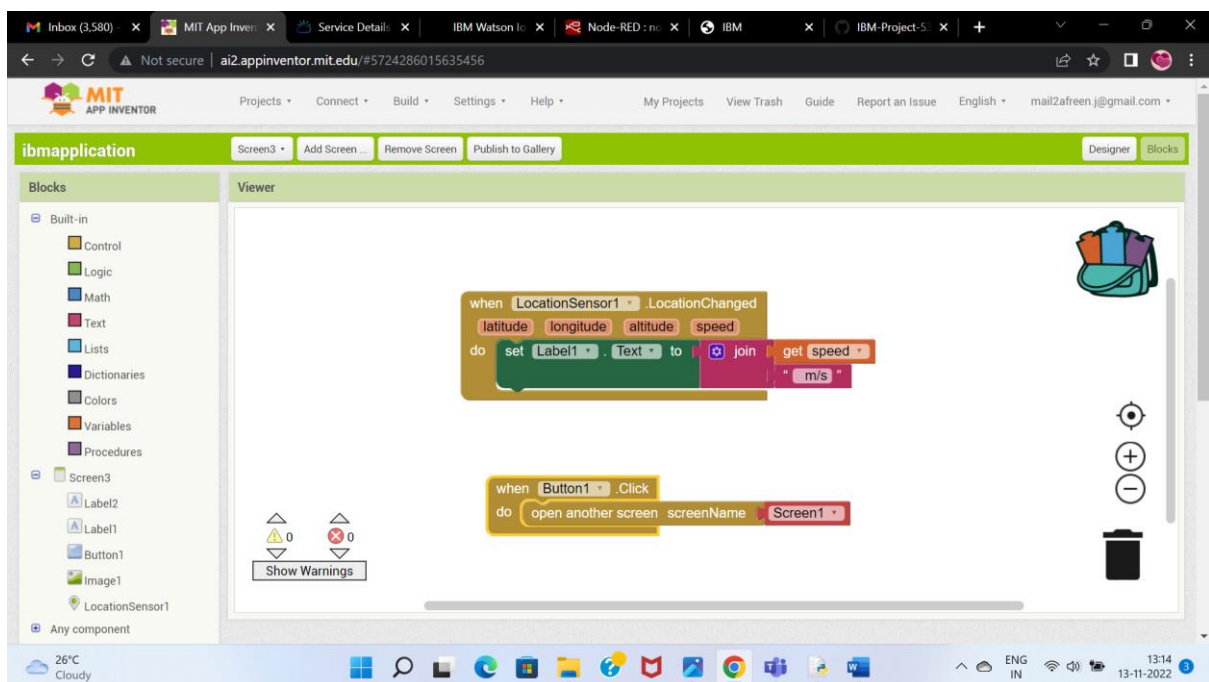 Inbox (3,580) -
MIT App Inven
Service Details
IBM Watson Io
Node-RED : no
IBM
IBM-Project-53
Not secure | ai2.appinventor.mit.edu/#5724286015635456
MIT
APP INVENTOR
Projects Connect Build Settings Help My Projects View Trash Guide Report an Issue English mail2afreen.j@gmail.com
ibmapplication Screen3 Add Screen ... Remove Screen Publish to Gallery Designer Blocks
Blocks Viewer
Built-in
Control
Logic
Math
Text
Lists
Dictionaries
Colors
Variables
Procedures
Screen3
Label2
Label1
Button1
Image1
LocationSensor1
Any component
when LocationSensor1 .LocationChanged
latitude longitude altitude speed
do set Label1 . Text to join get speed
" m/s "
when Button1 .Click
do open another screen screenName Screen1
0 0
Show Warnings
26°C
Cloudy
ENG
IN
13:14
13-11-2022
3